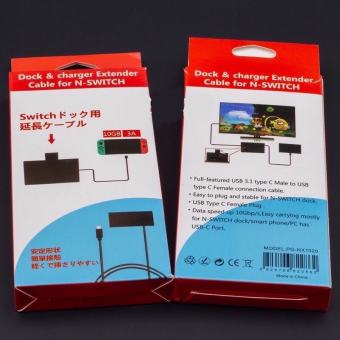 Dock & charger Extender
Cable for N-SWITCH
Switchドック用
延長ケーブル
10GB 3A
安定形状
簡単接続
軽くて挿さりやすい
Dock & charger Extender
Cable for N-SWITCH
· Full-featured USB 3.1 type C Male to USB
type C Female connection cable.
· Easy to plug and stable for N-SWITCH dock.
· USB Type C Female Plug
· Data speed up 10Gbp/s,Easy carrying mostly
for N-SWITCH dock/smart phone/PC has
USB-C Port.
MODEL:PG-NX1020
Made in China